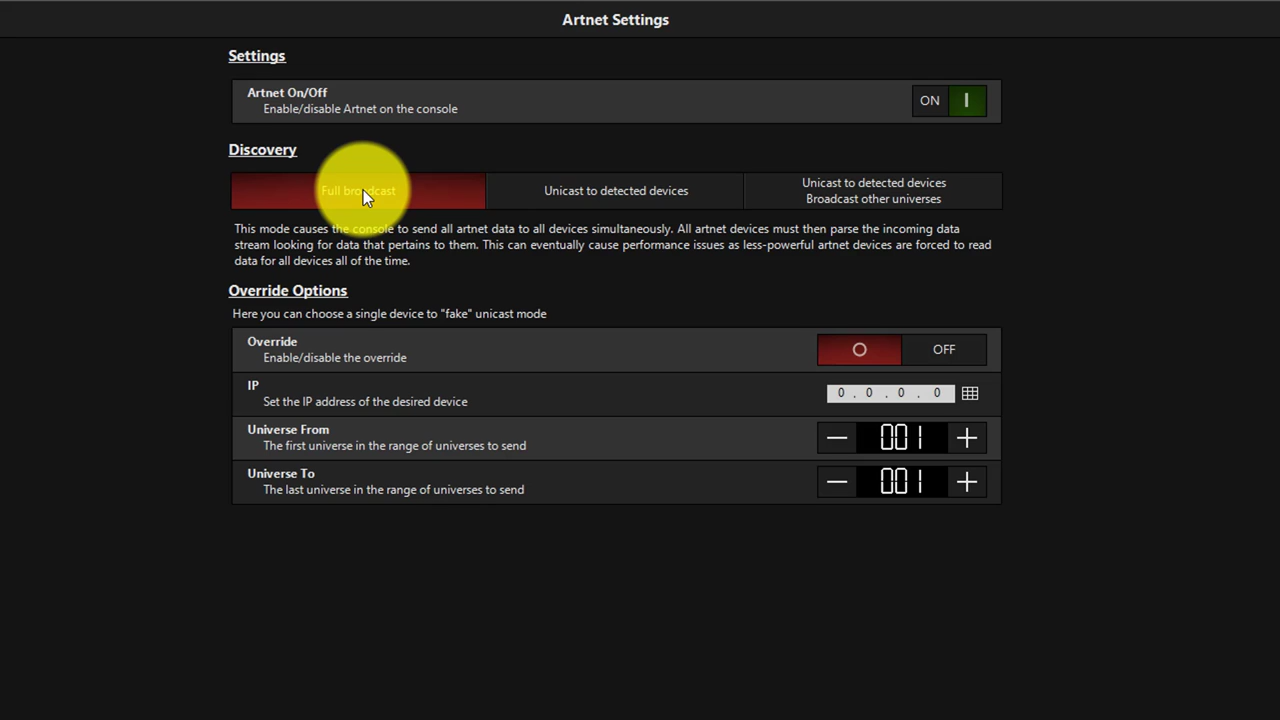 Artnet Settings
Settings
Artnet On/Off
Enable/disable Artnet on the console
ON
Discovery
Full broadcast
Unicast to detected devices
Unicast to detected devices
Broadcast other universes
This mode causes the console to send all artnet data to all devices simultaneously. All artnet devices must then parse the incoming data
stream looking for data that pertains to them. This can eventually cause performance issues as less-powerful artnet devices are forced to read
data for all devices all of the time.
Override Options
Here you can choose a single device to "fake" unicast mode
Override
Enable/disable the override
OFF
IP
Set the IP address of the desired device
0 . 0 . 0 . 0
Universe From
The first universe in the range of universes to send
001
Universe To
The last universe in the range of universes to send
001